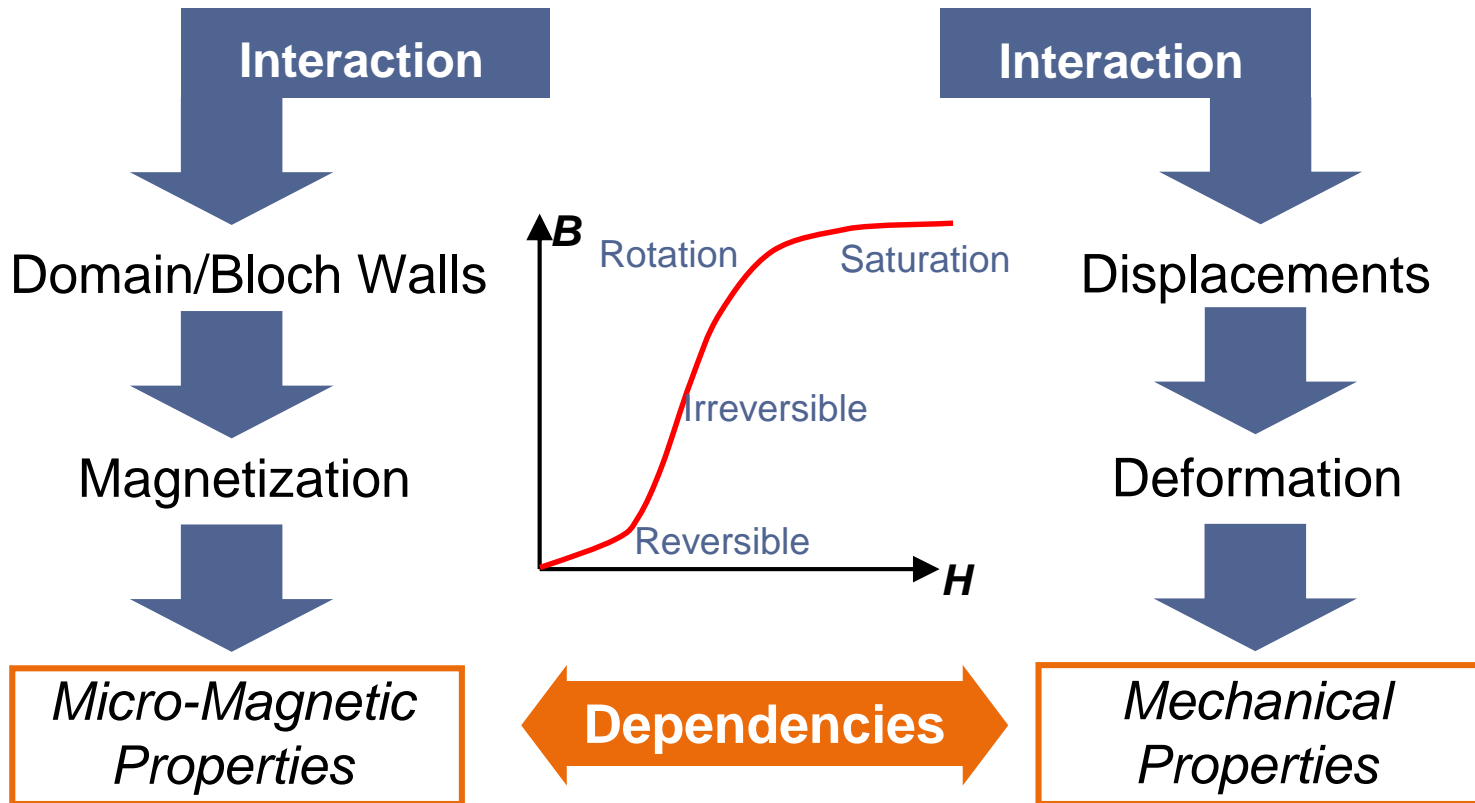 Interaction
Interaction
B
Rotation
Saturation
Domain/Bloch Walls
Displacements
Irreversible
Magnetization
Deformation
Reversible
H
Micro-Magnetic
Properties
Dependencies
Mechanical
Properties